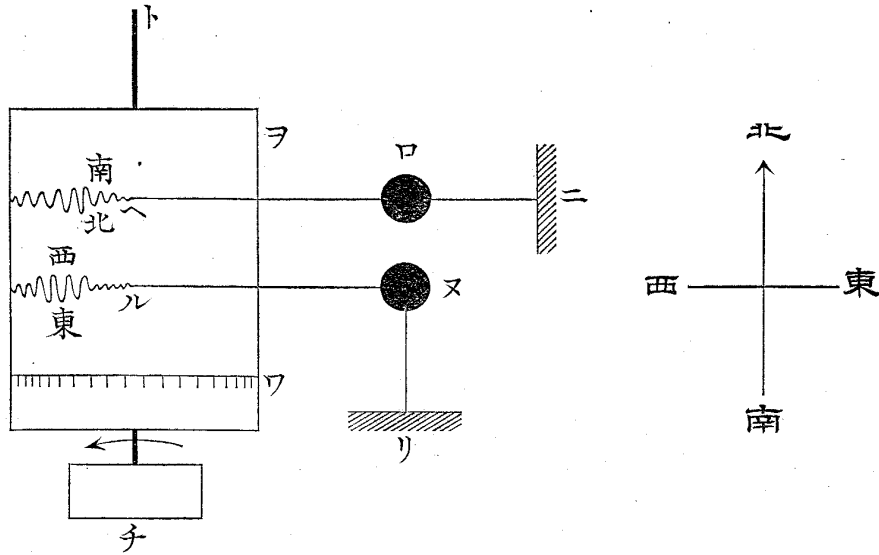 ト
ヲ
南
北
ヘ
ロ
ニ
西
東
ル
ヌ
ワ
リ
チ
北
西
東
南